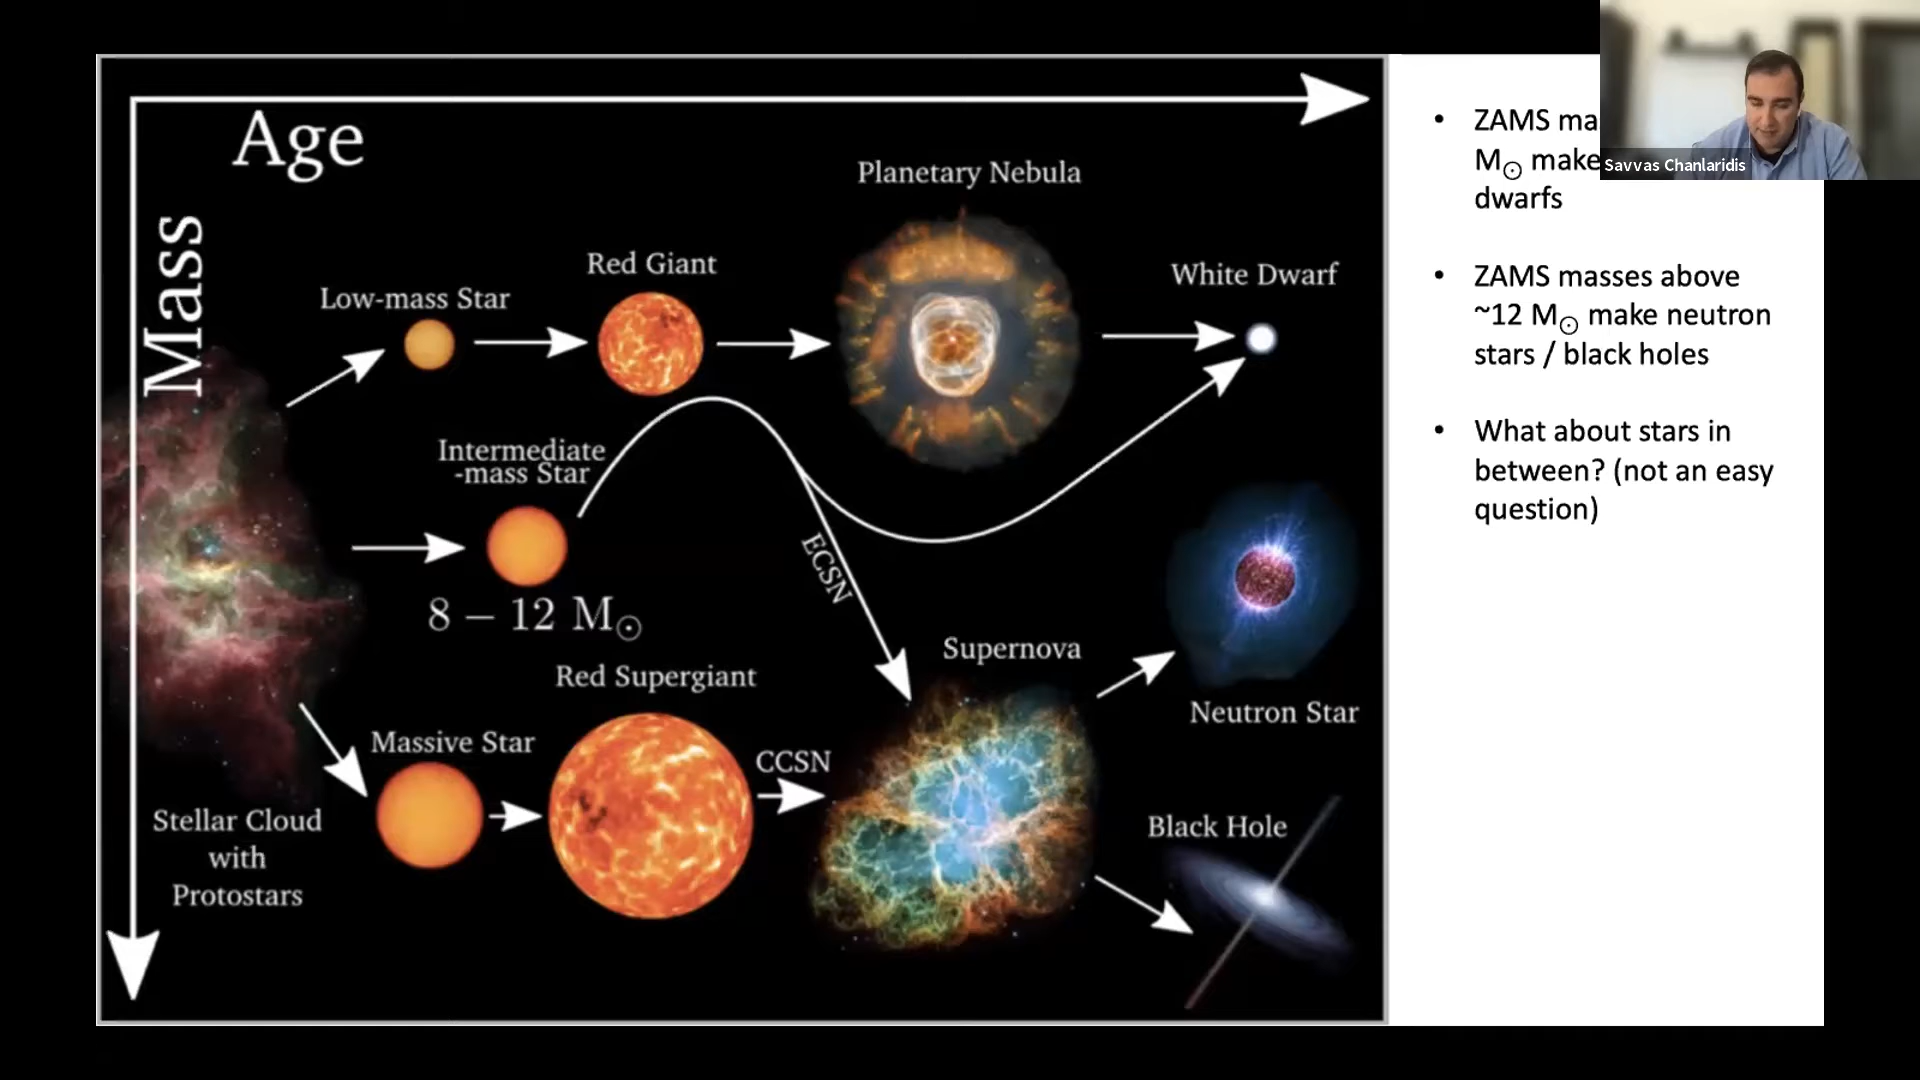 Age
Mass
Planetary Nebula
Red Giant
White Dwarf
Low-mass Star
Intermediate
-mass Star
8 – 12 M☉
ECSN
Supernova
Red Supergiant
Neutron Star
Massive Star
CCSN
Black Hole
Stellar Cloud
with
Protostars
• ZAMS ma
M☉ make
dwarfs
• ZAMS masses above
~12 M☉ make neutron
stars / black holes
• What about stars in
between? (not an easy
question)
Savvas Chanlaridis